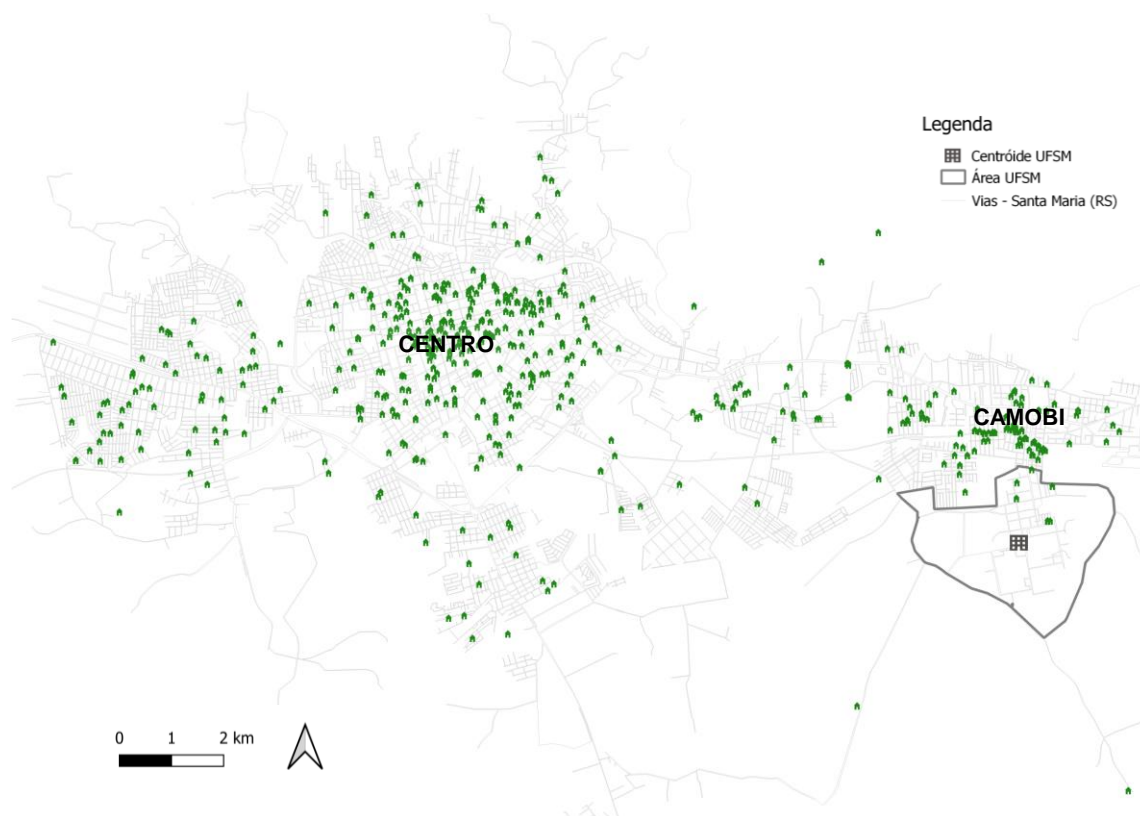 Legenda
Centróide UFSM
Área UFSM
Vias - Santa Maria (RS)
CENTRO
CAMOBI
0 1 2 km